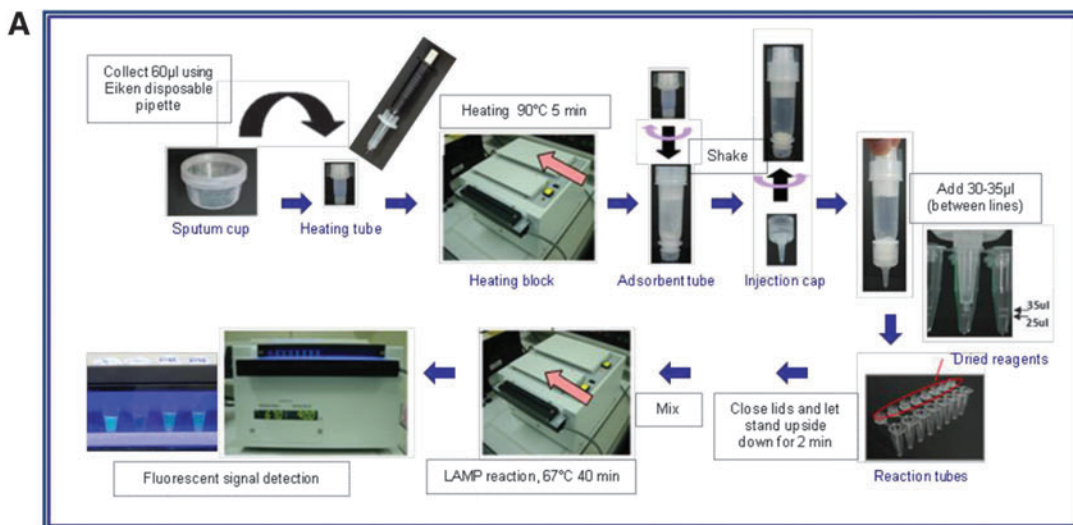 A
Collect 60µl using
Eiken disposable
pipette
Sputum cup
Heating tube
Heating 90°C 5 min
Heating block
Shake
Adsorbent tube
Injection cap
Add 30-35µl
(between lines)
35ul
25ul
Dried reagents
Reaction tubes
Close lids and let
stand upside
down for 2 min
Mix
LAMP reaction, 67°C 40 min
Fluorescent signal detection